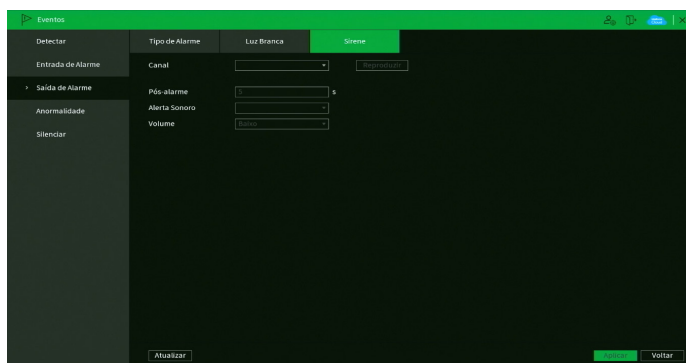 Eventos
Detectar
Entrada de Alarme
> Saída de Alarme
Anormalidade
Silenciar
Tipo de Alarme Luz Branca Sirene
Canal Reproduzir
Pós-alarme 5 s
Alerta Sonoro
Volume Baixo
Atualizar Aplicar Voltar